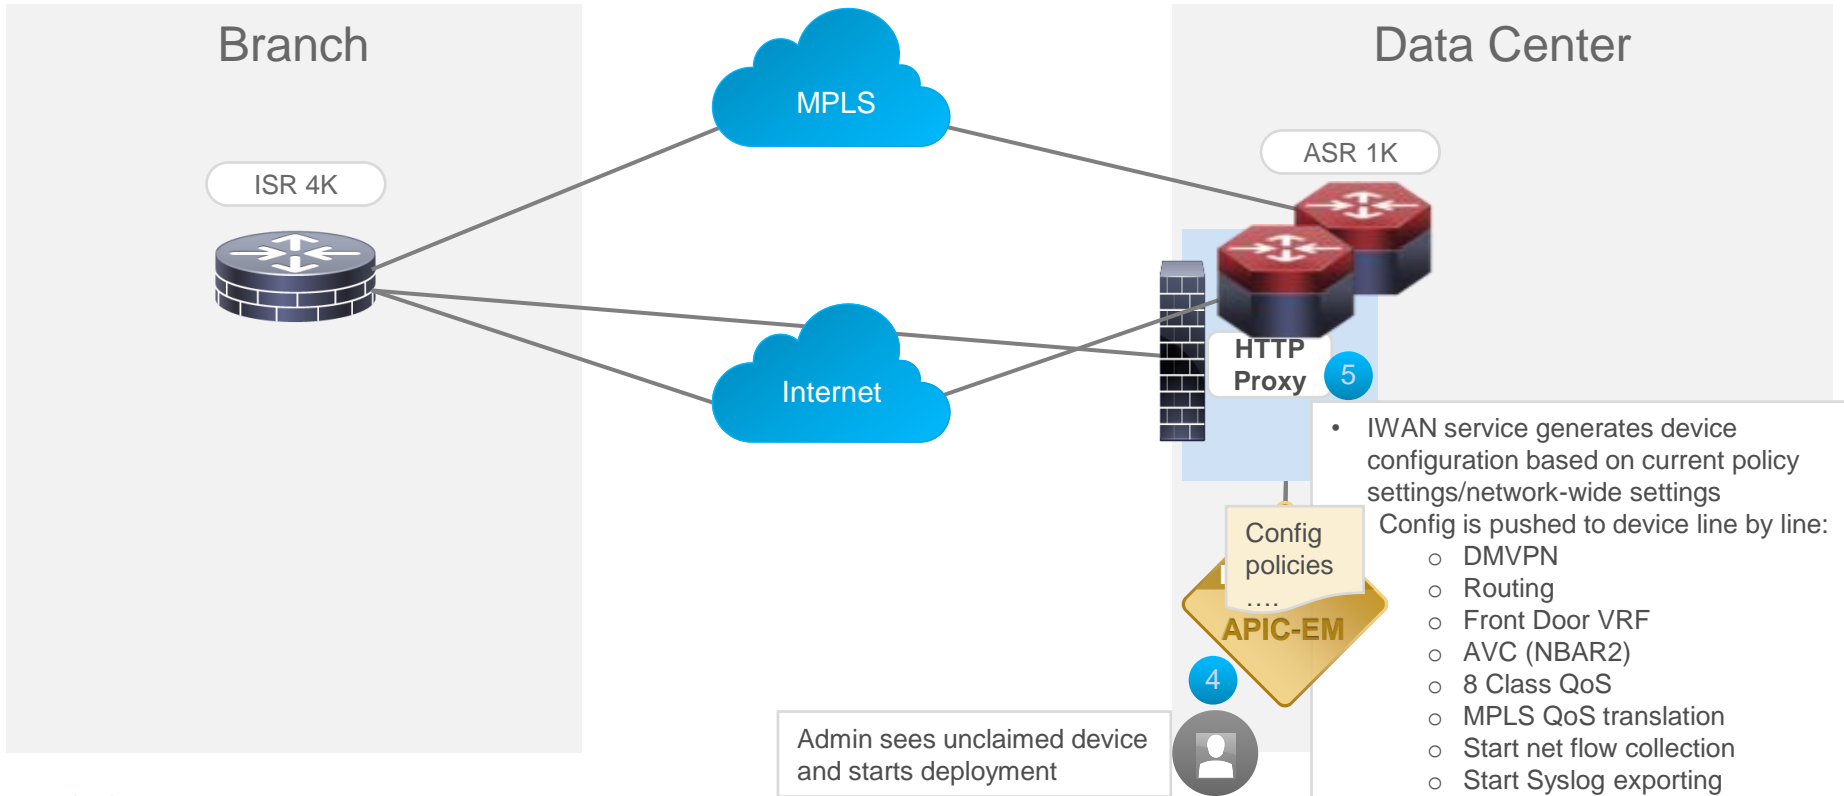 Branch
Data Center
MPLS
ASR 1K
ISR 4K
HTTP
Proxy
5
Internet
• IWAN service generates device
configuration based on current policy
settings/network-wide settings
Config is pushed to device line by line:
o DMVPN
o Routing
o Front Door VRF
o AVC (NBAR2)
o 8 Class QoS
o MPLS QoS translation
o Start net flow collection
o Start Syslog exporting
Config
policies
....
APIC-EM
4
Admin sees unclaimed device
and starts deployment